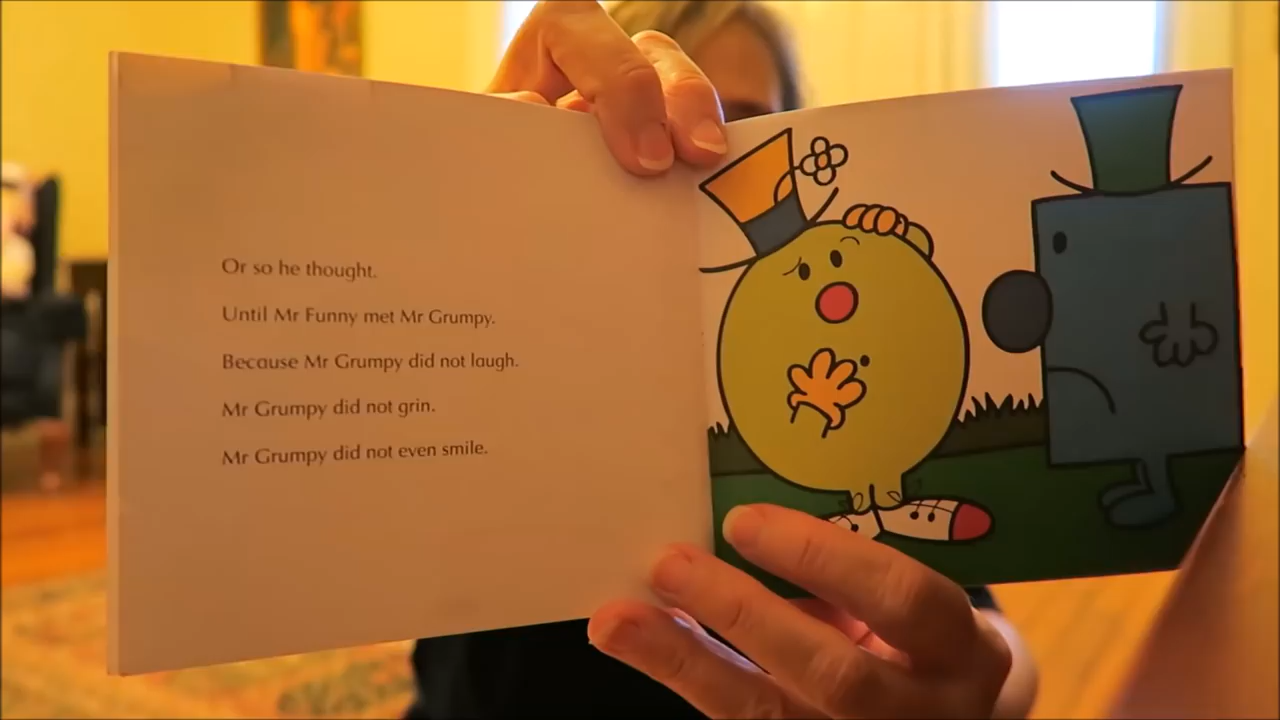 Or so he thought.
Until Mr Funny met Mr Grumpy.
Because Mr Grumpy did not laugh.
Mr Grumpy did not grin.
Mr Grumpy did not even smile.